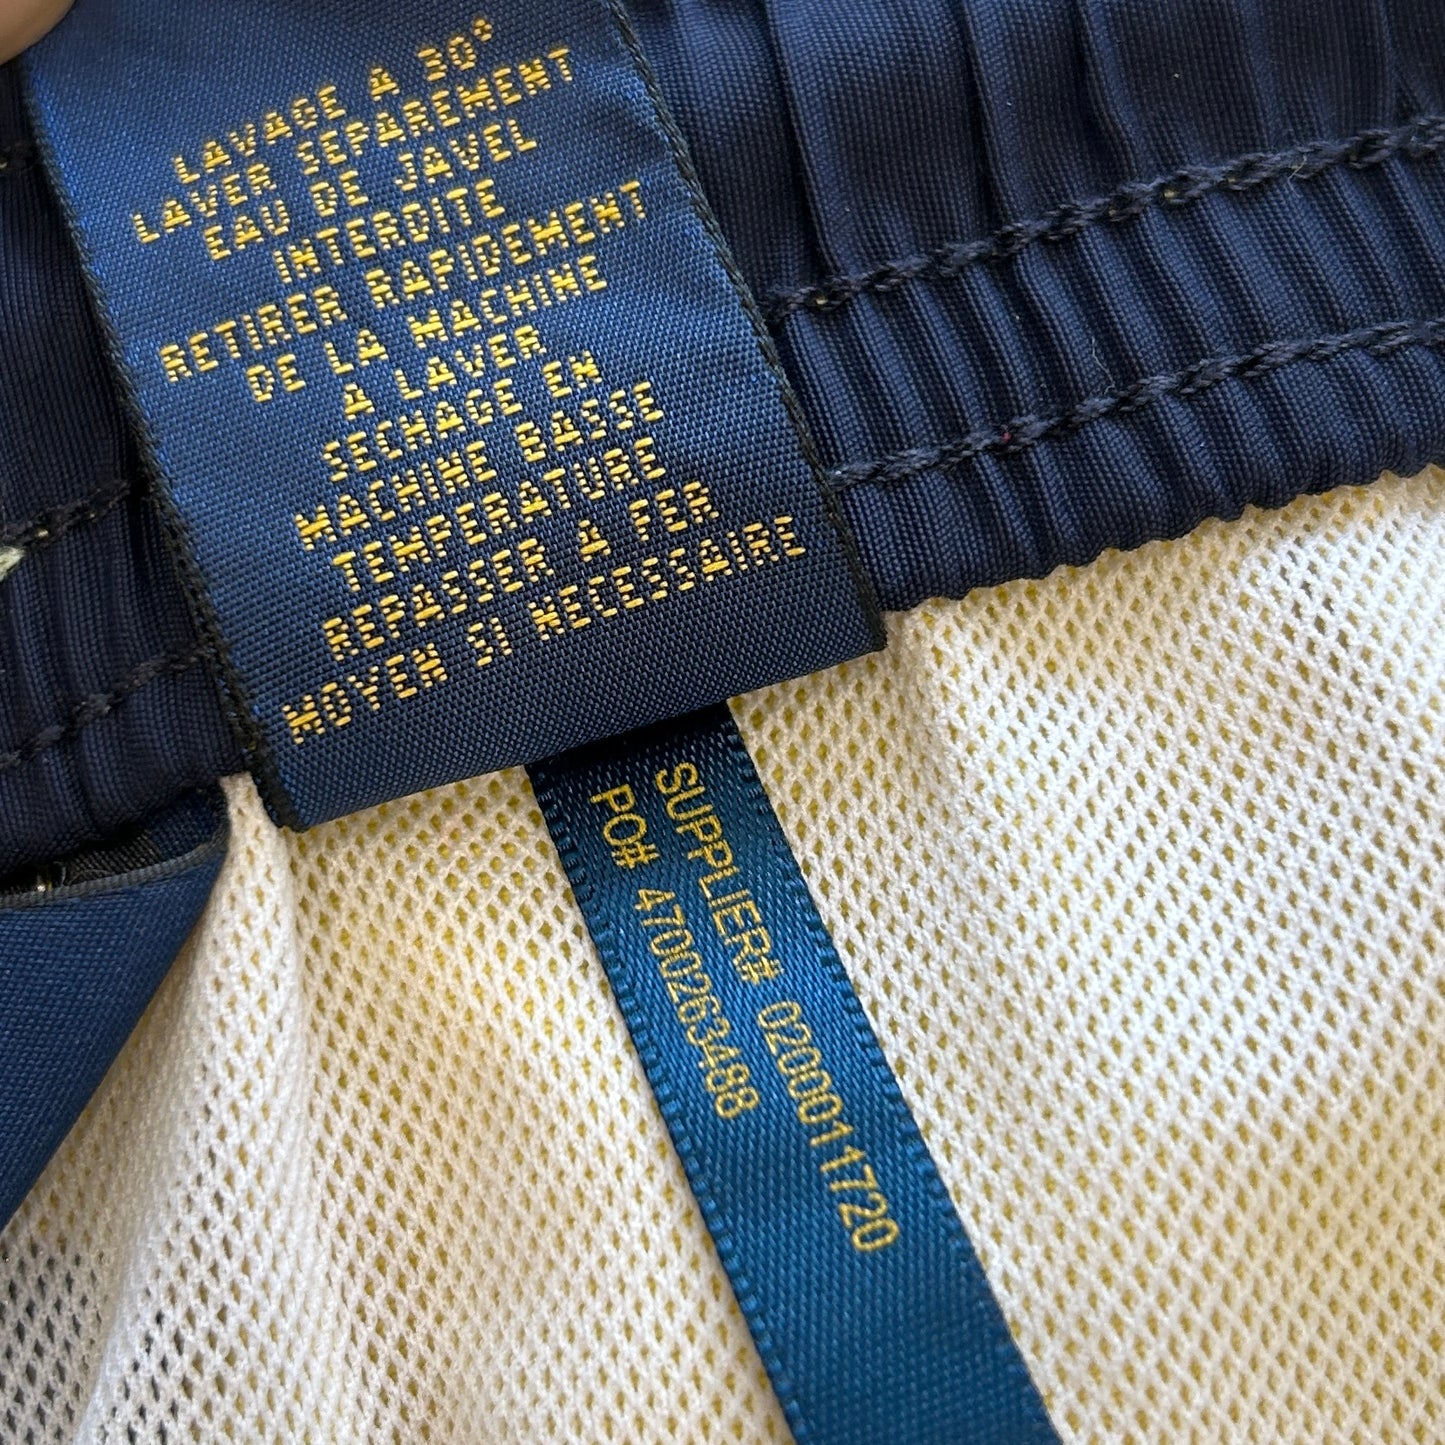 LAVAGE A 30°
LAVER SEPAREMENT
EAU DE JAVEL
INTERDITE
RETIRER RAPIDEMENT
DE LA MACHINE
A LAVER
SECHAGE EN
MACHINE BASSE
TEMPERATURE
REPASSER A FER
MOYEN SI NECESSAIRE
SUPPLIER# 0200011720
PO# 4700263488